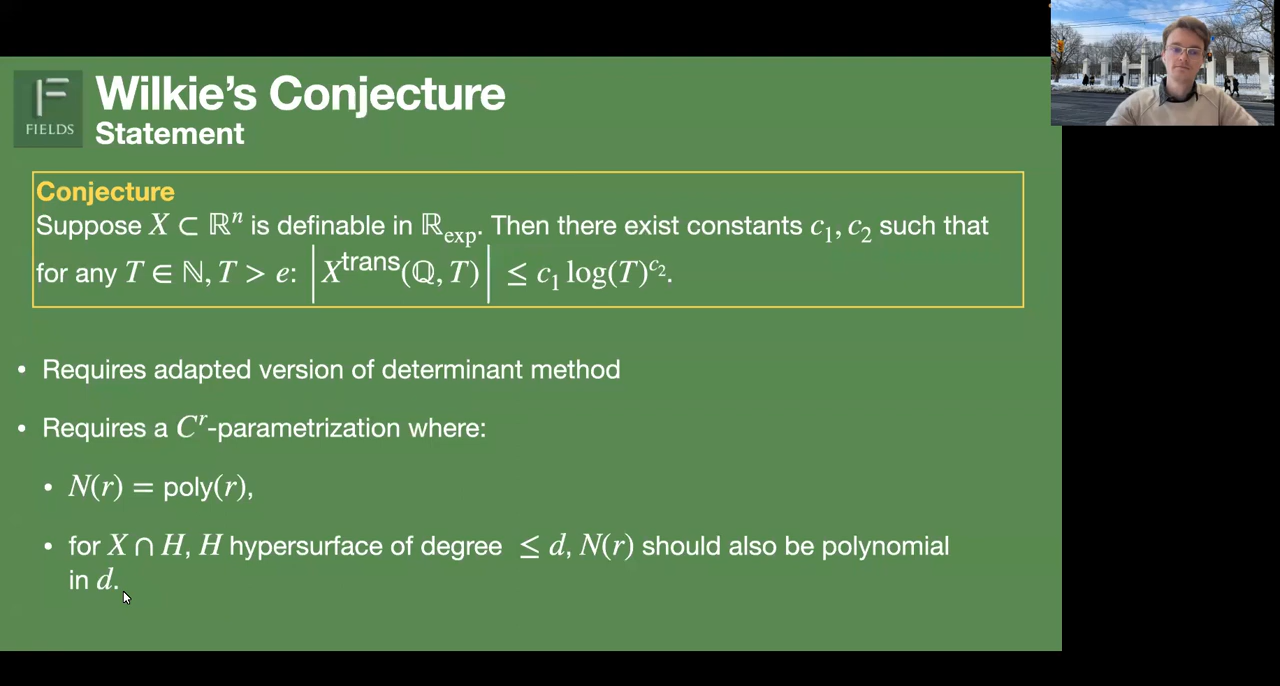 FIELDS
Wilkie's Conjecture
Statement
Conjecture
Suppose X ⊂ ℝⁿ is definable in ℝ_exp. Then there exist constants c₁, c₂ such that
for any T ∈ ℕ, T > e: |X^trans(ℚ, T)| ≤ c₁ log(T)^c₂.
• Requires adapted version of determinant method
• Requires a Cʳ-parametrization where:
• N(r) = poly(r),
• for X ∩ H, H hypersurface of degree ≤ d, N(r) should also be polynomial
in d.